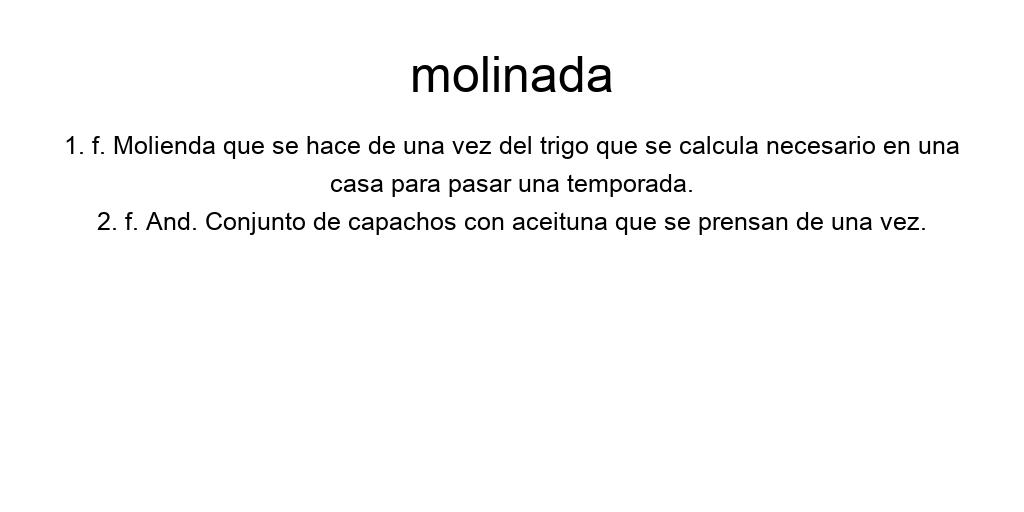 molinada
1. f. Molienda que se hace de una vez del trigo que se calcula necesario en una
casa para pasar una temporada.
2. f. And. Conjunto de capachos con aceituna que se prensan de una vez.